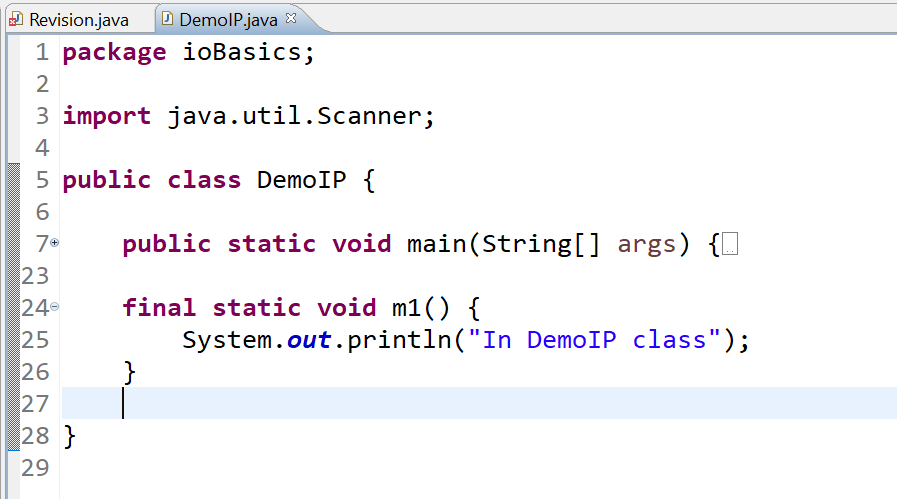 Revision.java DemoIP.java
1 package ioBasics;
2
3 import java.util.Scanner;
4
5 public class DemoIP {
6
7 public static void main(String[] args) {..
23
24 final static void m1() {
25 System.out.println("In DemoIP class");
26 }
27
28 }
29